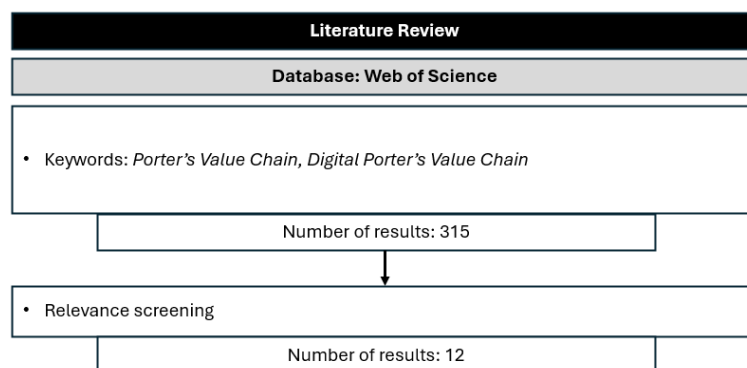 Literature Review
Database: Web of Science
• Keywords: Porter’s Value Chain, Digital Porter’s Value Chain
Number of results: 315
• Relevance screening
Number of results: 12